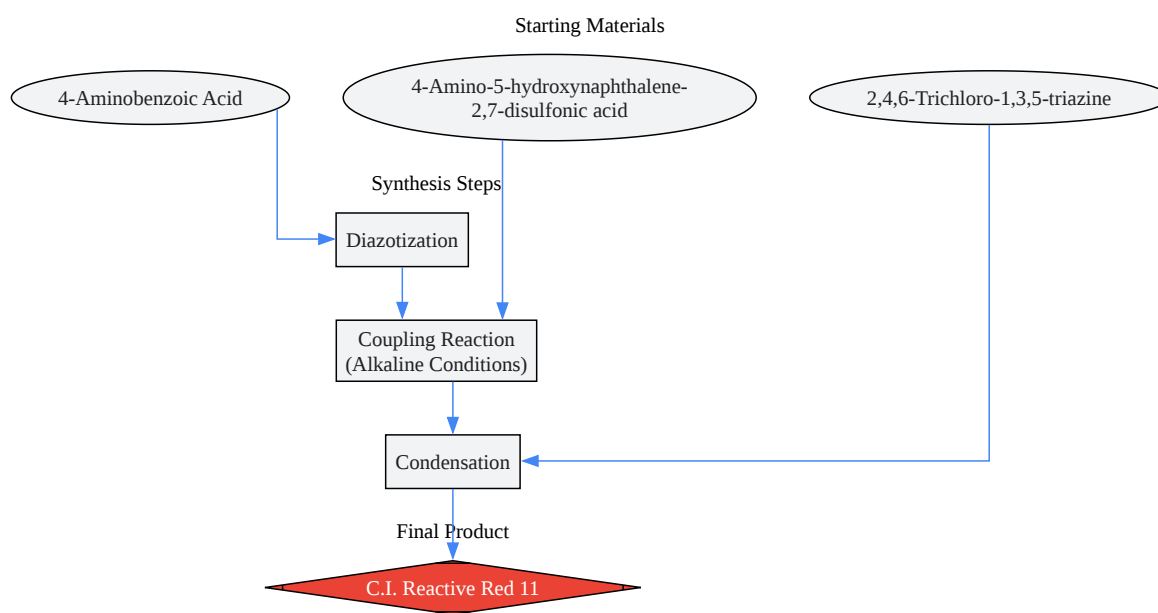 Starting Materials
4-Aminobenzoic Acid
4-Amino-5-hydroxynaphthalene-
2,7-disulfonic acid
2,4,6-Trichloro-1,3,5-triazine
Synthesis Steps
Diazotization
Coupling Reaction
(Alkaline Conditions)
Condensation
Final Product
C.I. Reactive Red 11